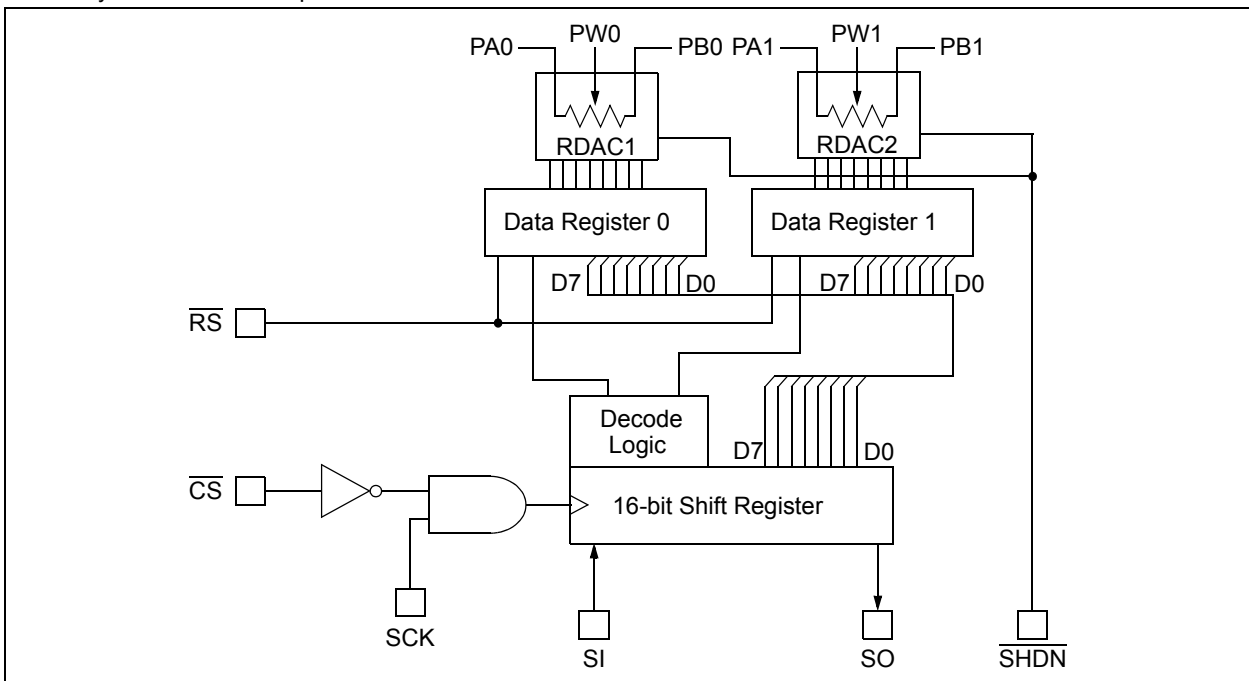 PA0 PW0 PB0 PA1 PW1 PB1
RDAC1 RDAC2
Data Register 0 Data Register 1
D7 D0 D7 D0
RS
Decode
Logic
D7 D0
CS
16-bit Shift Register
SCK
SI SO SHDN